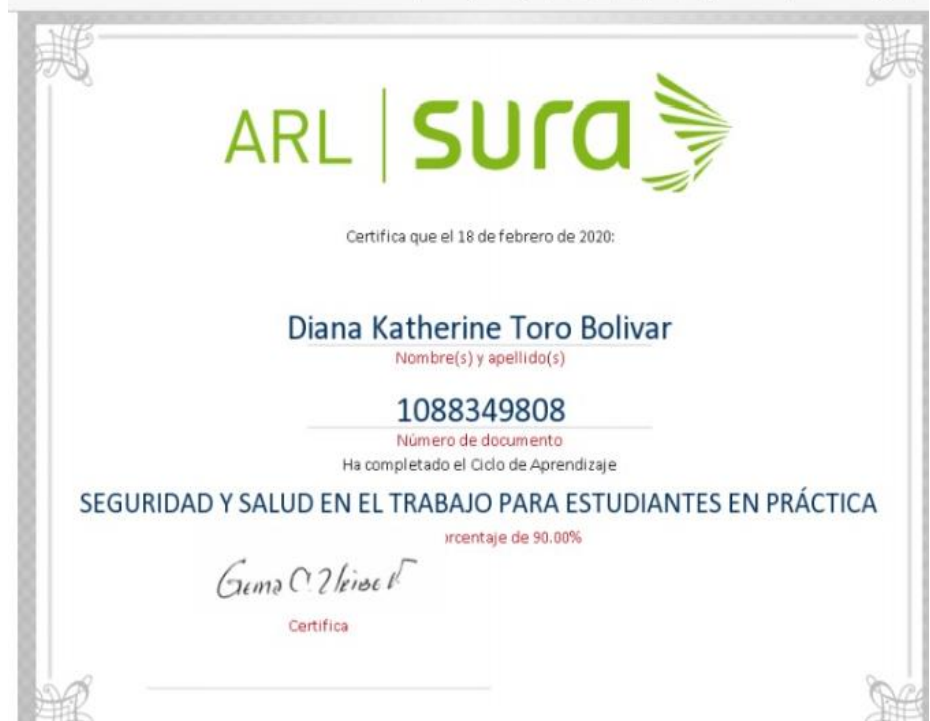 ARL | sura
Certifica que el 18 de febrero de 2020:
Diana Katherine Toro Bolivar
Nombre(s) y apellido(s)
1088349808
Número de documento
Ha completado el Ciclo de Aprendizaje
SEGURIDAD Y SALUD EN EL TRABAJO PARA ESTUDIANTES EN PRÁCTICA
rcentaje de 90.00%
Certifica